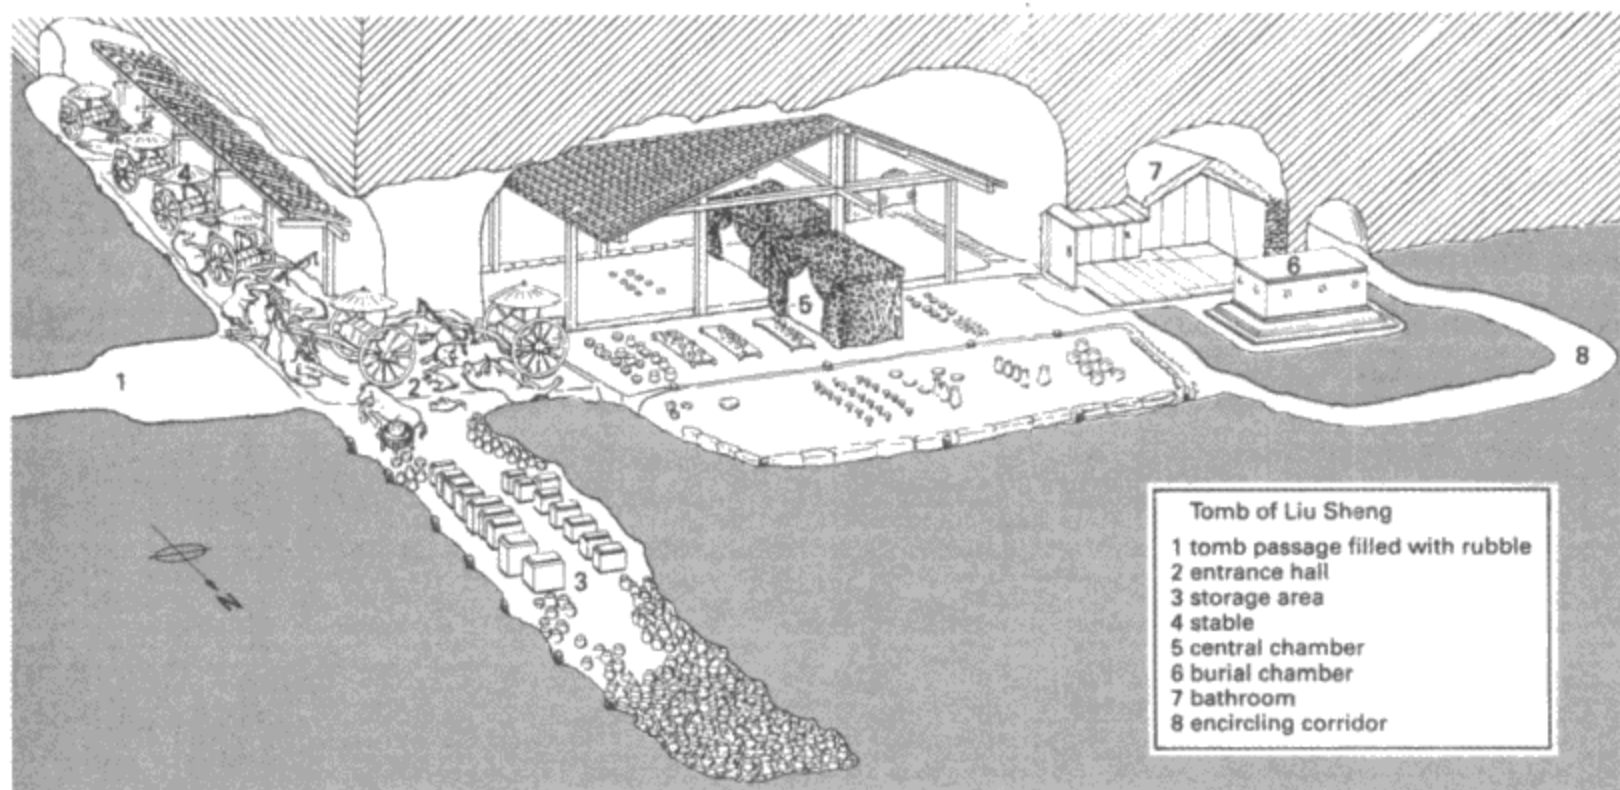 7
4
6
5
8
1
2
3
N
Tomb of Liu Sheng
1 tomb passage filled with rubble
2 entrance hall
3 storage area
4 stable
5 central chamber
6 burial chamber
7 bathroom
8 encircling corridor